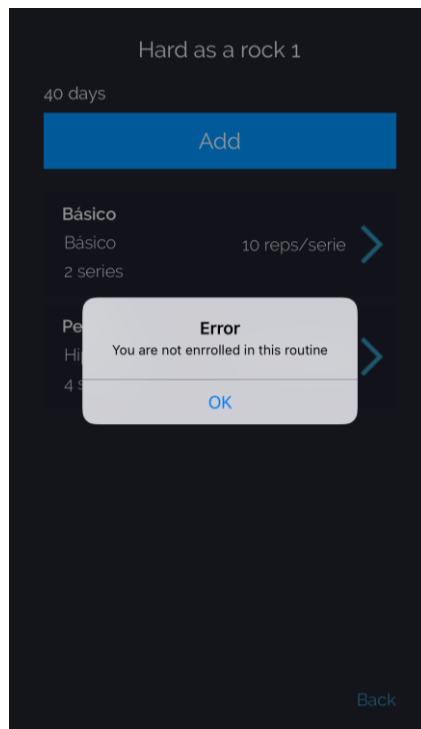 Hard as a rock 1
40 days
Add
Básico
Básico
10 reps/serie
2 series
Error
You are not enrrolled in this routine
OK
Back